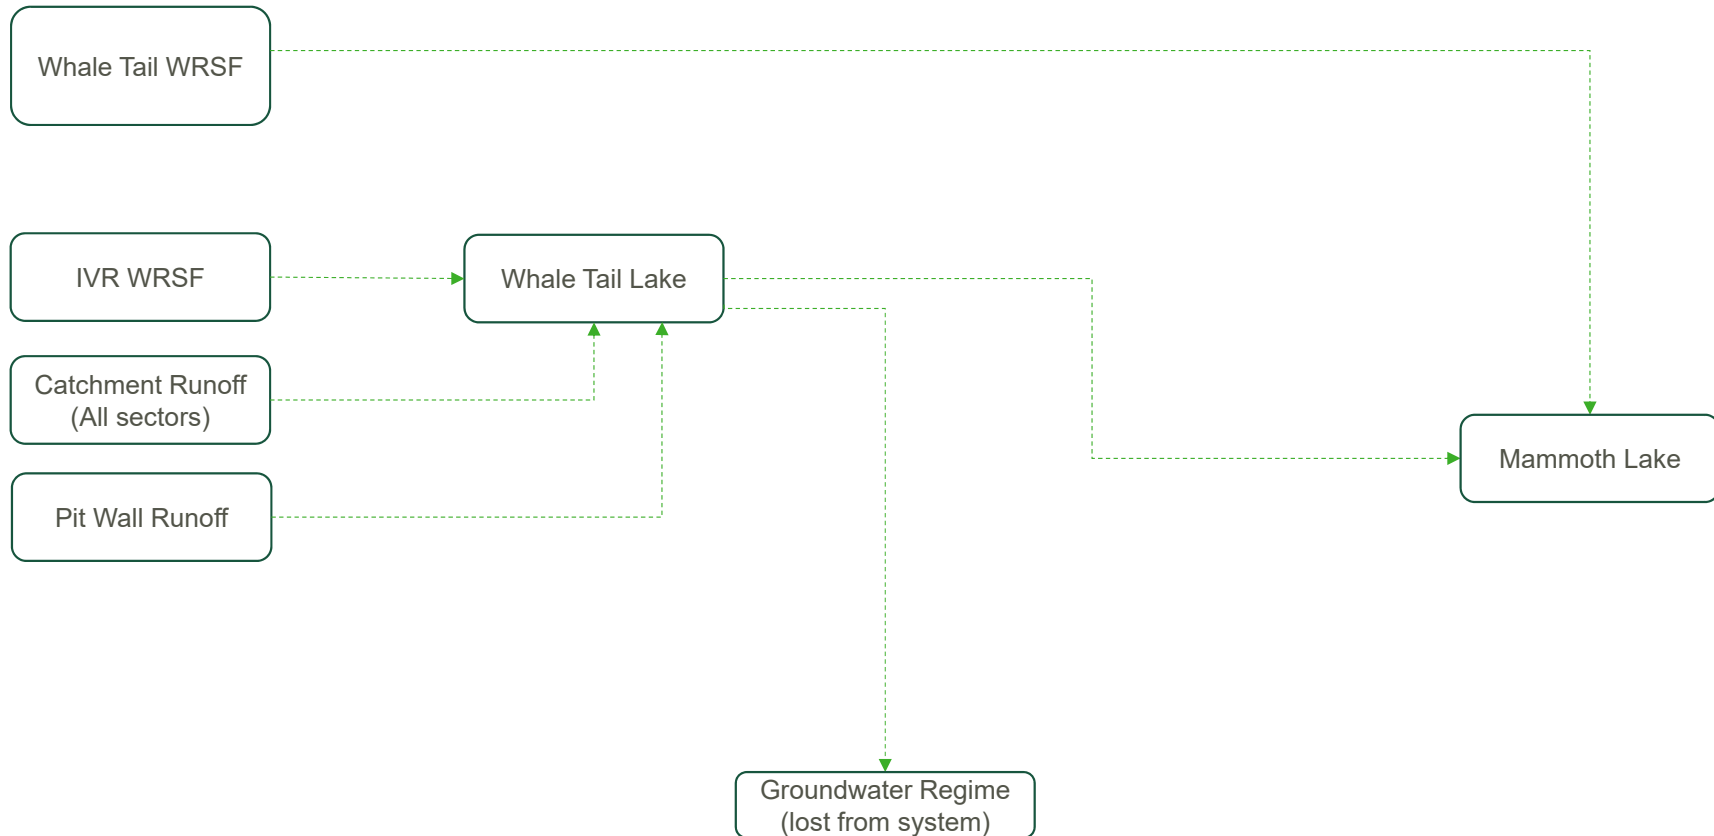 Whale Tail WRSF
IVR WRSF
Whale Tail Lake
Catchment Runoff
(All sectors)
Mammoth Lake
Pit Wall Runoff
Groundwater Regime
(lost from system)